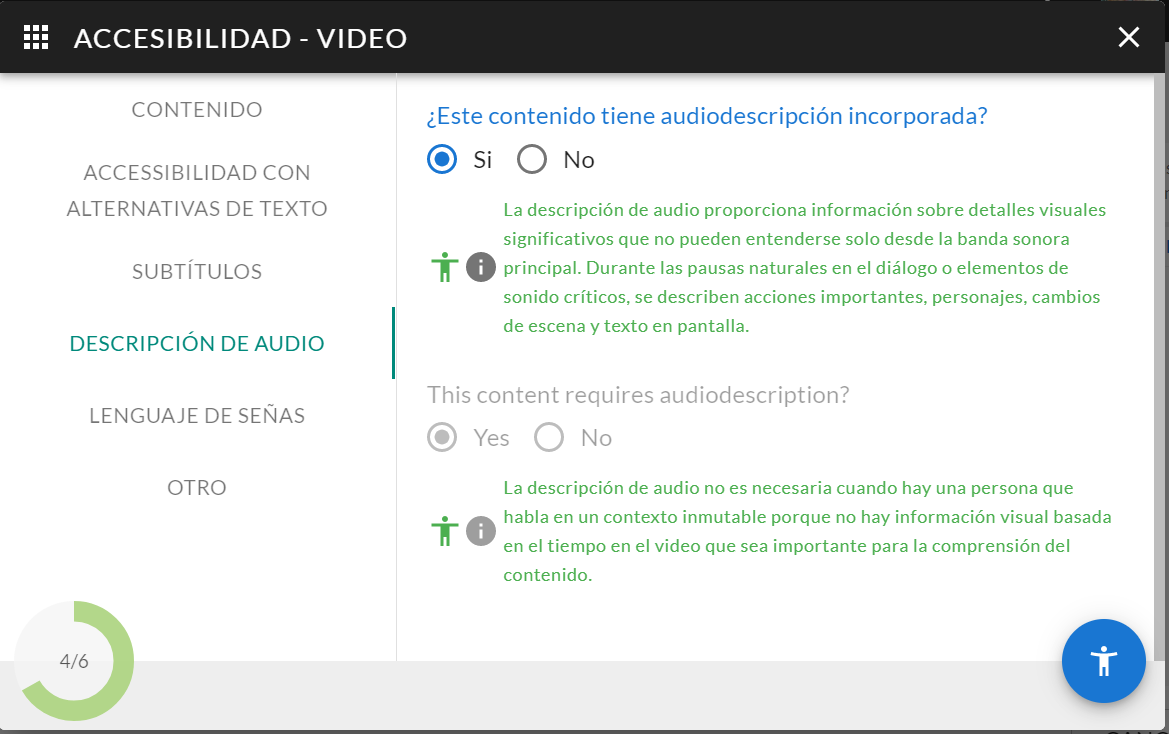 ACCESIBILIDAD - VIDEO
CONTENIDO
ACCESSIBILIDAD CON
ALTERNATIVAS DE TEXTO
SUBTÍTULOS
DESCRIPCIÓN DE AUDIO
LENGUAJE DE SEÑAS
OTRO
4/6
¿Este contenido tiene audiodescripción incorporada?
Si No
La descripción de audio proporciona información sobre detalles visuales
significativos que no pueden entenderse solo desde la banda sonora
principal. Durante las pausas naturales en el diálogo o elementos de
sonido críticos, se describen acciones importantes, personajes, cambios
de escena y texto en pantalla.
This content requires audiodescription?
Yes No
La descripción de audio no es necesaria cuando hay una persona que
habla en un contexto inmutable porque no hay información visual basada
en el tiempo en el video que sea importante para la comprensión del
contenido.